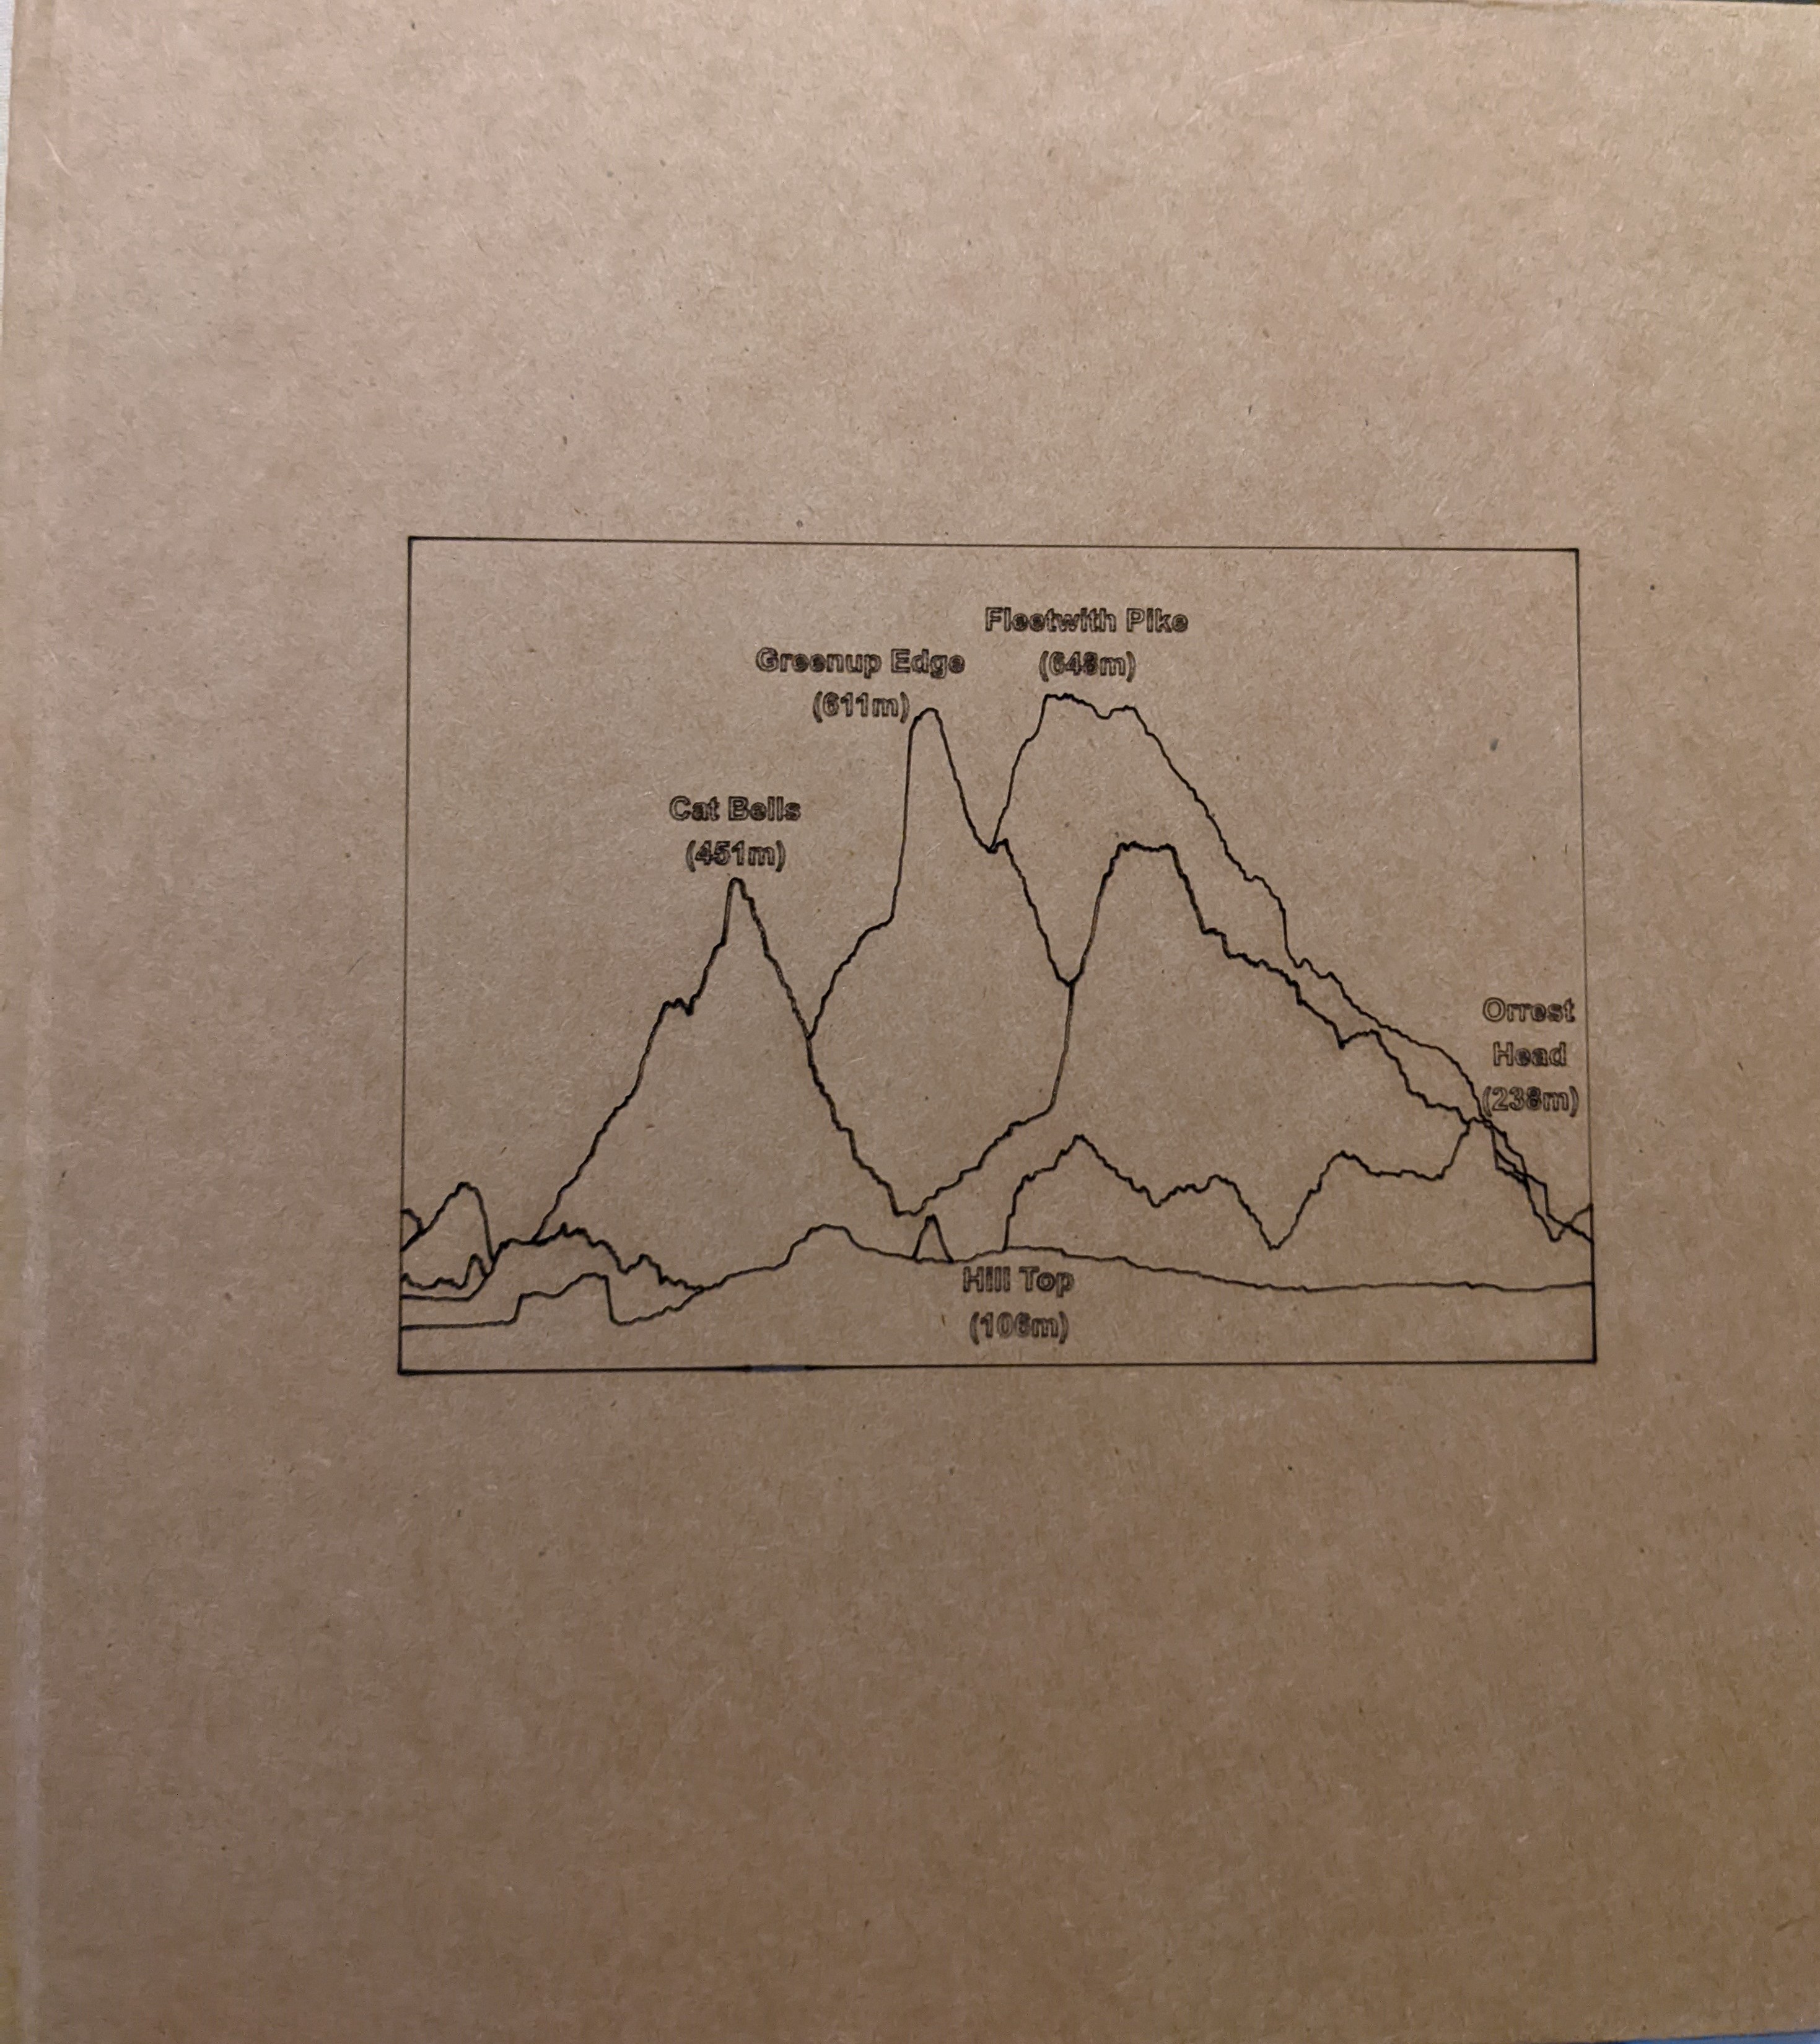 Fleetwith Pike
(648m)
Greenup Edge
(611m)
Cat Bells
(451m)
Orrest
Head
(238m)
Hill Top
(106m)